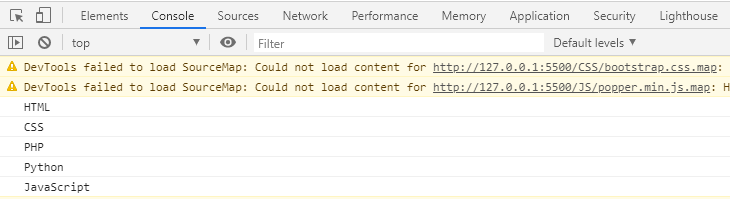 Elements Console Sources Network Performance Memory Application Security Lighthouse
top Filter Default levels
DevTools failed to load SourceMap: Could not load content for http://127.0.0.1:5500/CSS/bootstrap.css.map:
DevTools failed to load SourceMap: Could not load content for http://127.0.0.1:5500/JS/popper.min.js.map: H
HTML
CSS
PHP
Python
JavaScript